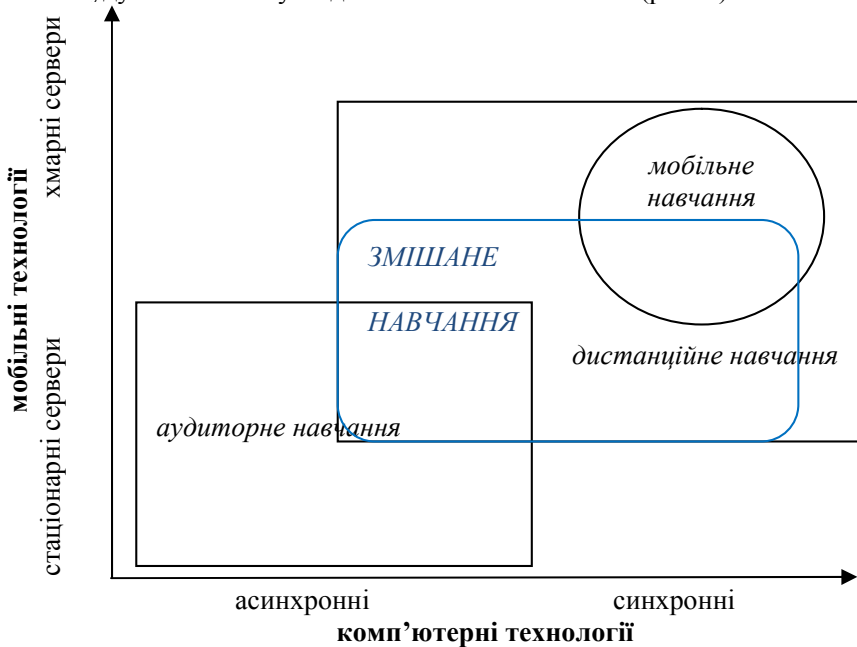 хмарні сервери
мобільні технології
стаціонарні сервери
мобільне
навчання
ЗМІШАНЕ
НАВЧАННЯ
дистанційне навчання
аудиторне навчання
асинхронні
синхронні
комп’ютерні технології